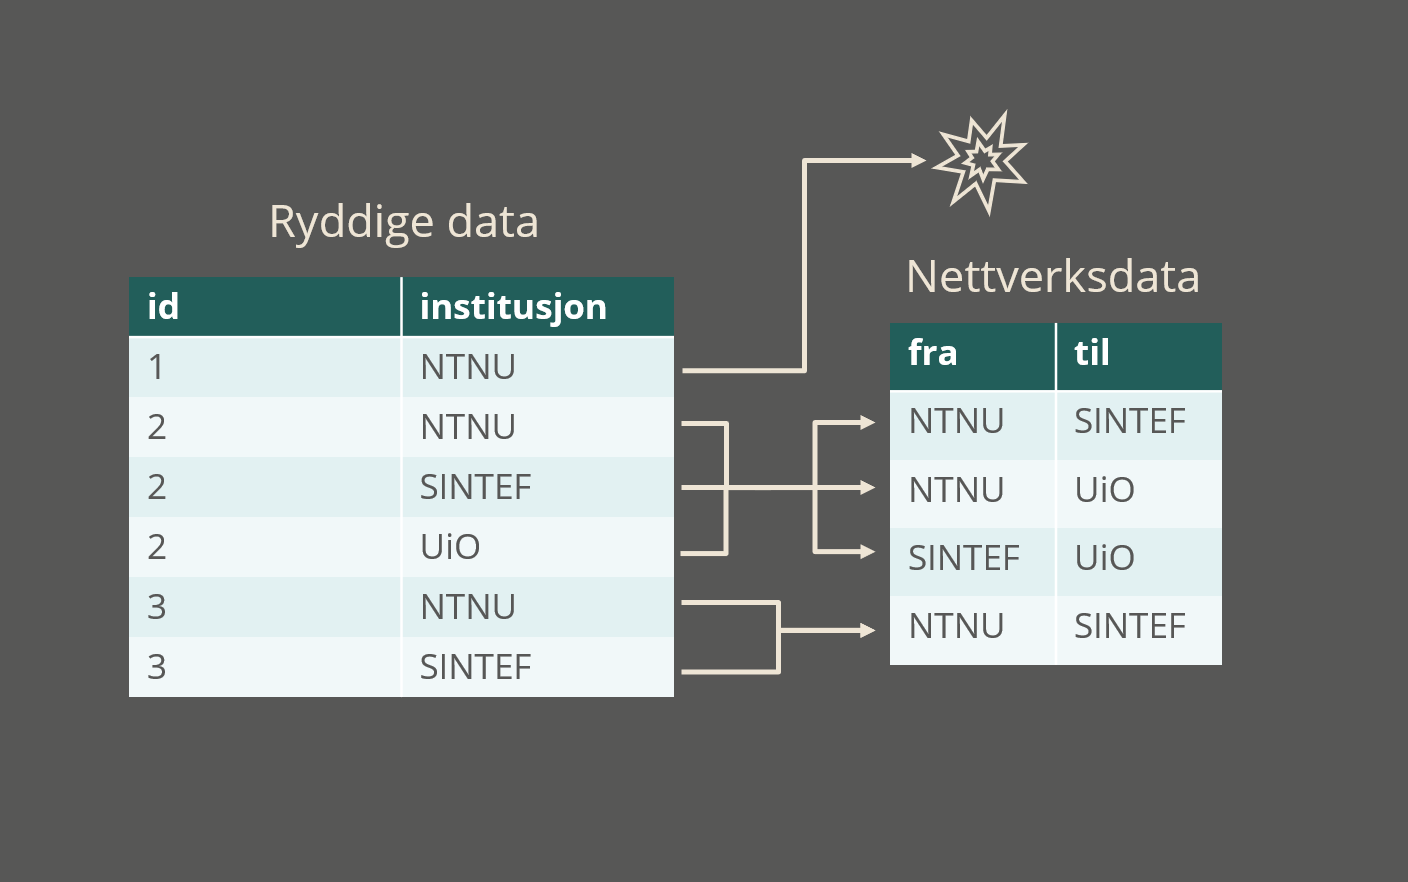 Ryddige data
id institusjon
1 NTNU
2 NTNU
2 SINTEF
2 UiO
3 NTNU
3 SINTEF
Nettverksdata
fra til
NTNU SINTEF
NTNU UiO
SINTEF UiO
NTNU SINTEF